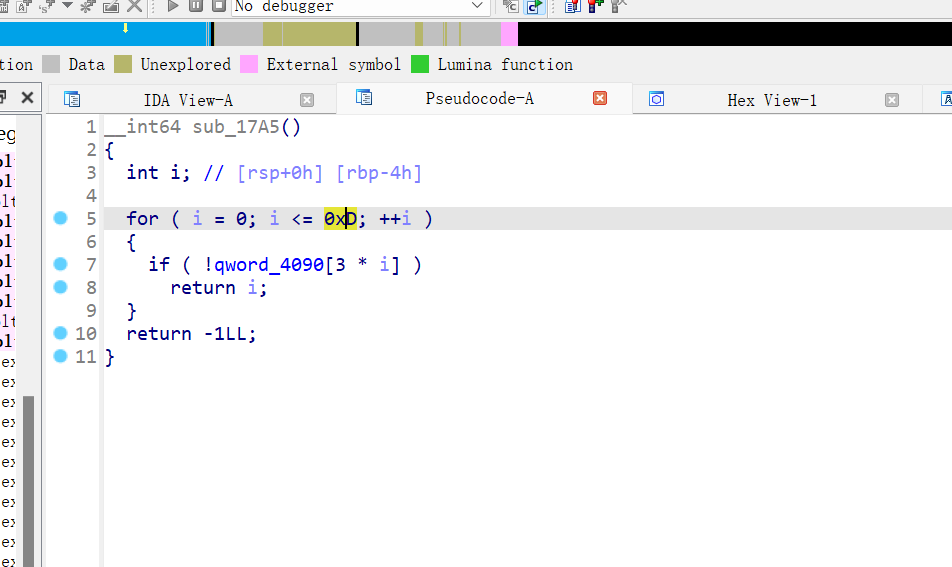 No debugger
tion Data Unexplored External symbol Lumina function
IDA View-A Pseudocode-A Hex View-1
1 __int64 sub_17A5()
2 {
3 int i; // [rsp+0h] [rbp-4h]
4
5 for ( i = 0; i <= 0xD; ++i )
6 {
7 if ( !qword_4090[3 * i] )
8 return i;
9 }
10 return -1LL;
11 }